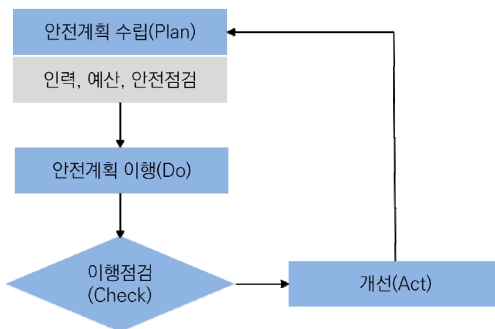 안전계획 수립(Plan)
인력, 예산, 안전점검
안전계획 이행(Do)
이행점검
(Check)
개선(Act)